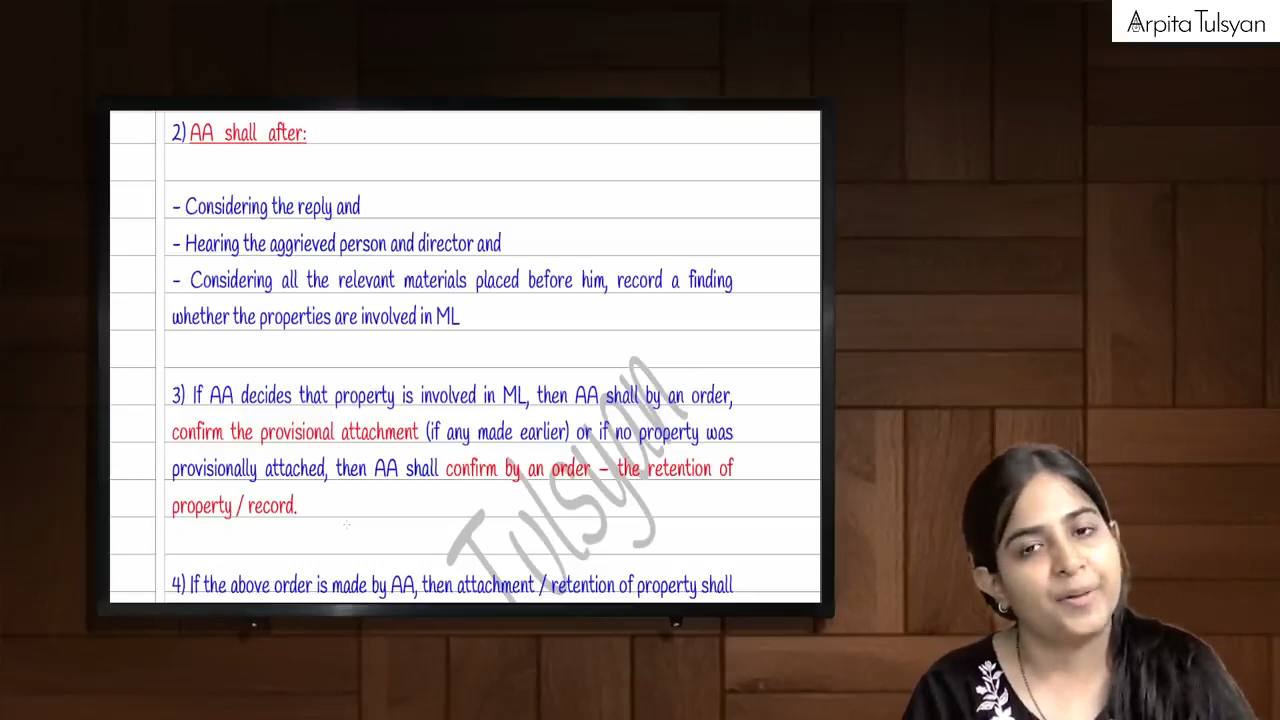 Arpita Tulsyan
2) AA shall after:
- Considering the reply and
- Hearing the aggrieved person and director and
- Considering all the relevant materials placed before him, record a finding
whether the properties are involved in ML
3) If AA decides that property is involved in ML, then AA shall by an order,
confirm the provisional attachment (if any made earlier) or if no property was
provisionally attached, then AA shall confirm by an order – the retention of
property / record.
4) If the above order is made by AA, then attachment / retention of property shall
Tulsyan